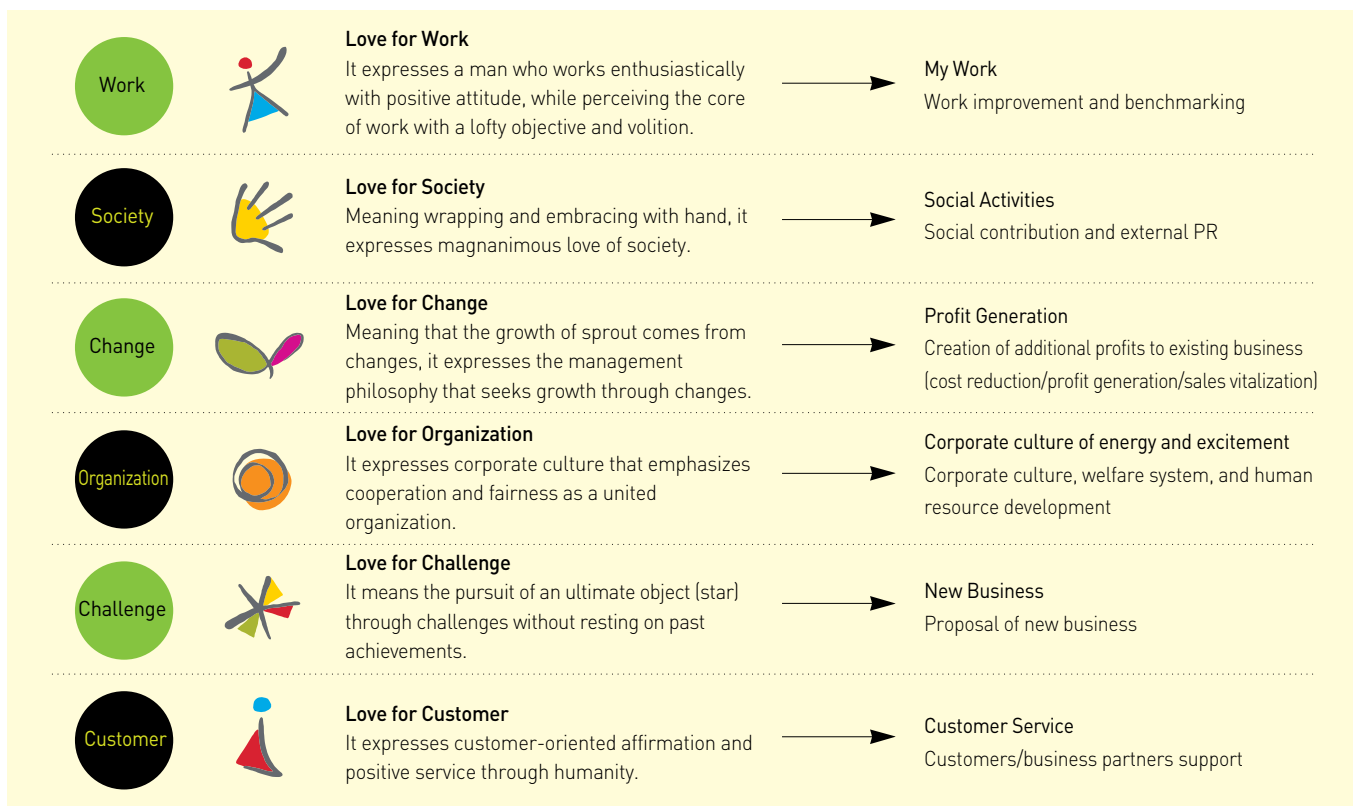 Work
Love for Work
It expresses a man who works enthusiastically
with positive attitude, while perceiving the core
of work with a lofty objective and volition.
My Work
Work improvement and benchmarking
Society
Love for Society
Meaning wrapping and embracing with hand, it
expresses magnanimous love of society.
Social Activities
Social contribution and external PR
Change
Love for Change
Meaning that the growth of sprout comes from
changes, it expresses the management
philosophy that seeks growth through changes.
Profit Generation
Creation of additional profits to existing business
(cost reduction/profit generation/sales vitalization)
Organization
Love for Organization
It expresses corporate culture that emphasizes
cooperation and fairness as a united
organization.
Corporate culture of energy and excitement
Corporate culture, welfare system, and human
resource development
Challenge
Love for Challenge
It means the pursuit of an ultimate object (star)
through challenges without resting on past
achievements.
New Business
Proposal of new business
Customer
Love for Customer
It expresses customer-oriented affirmation and
positive service through humanity.
Customer Service
Customers/business partners support